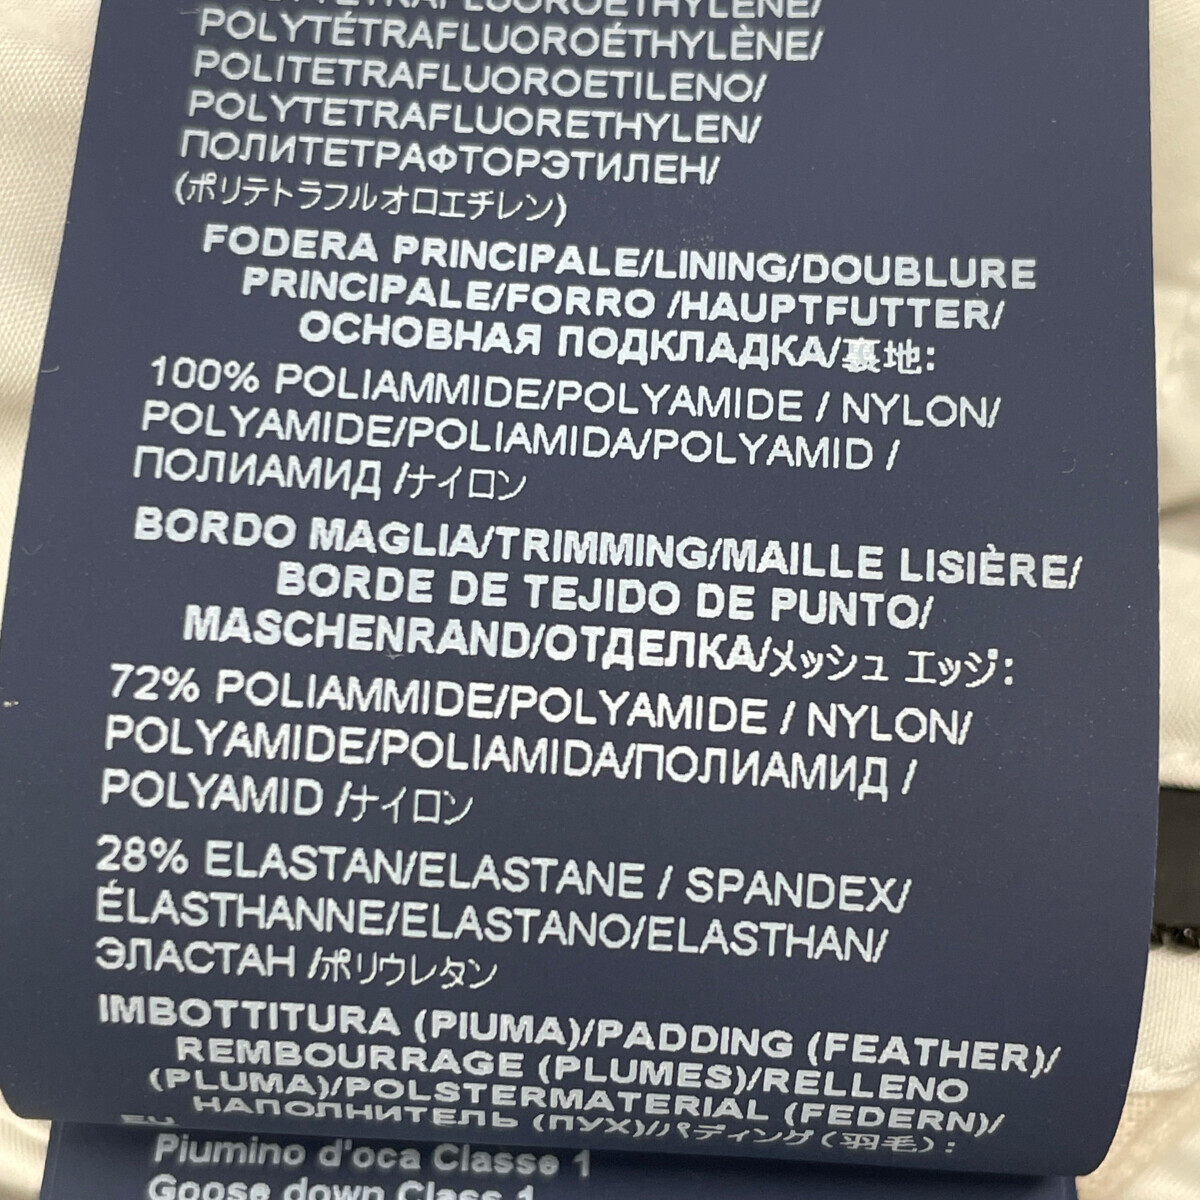 POLYTÉTRAFLUOROÉTHYLÈNE/
POLITETRAFLUOROETILENO/
POLYTETRAFLUORETHYLEN/
ПОЛИТЕТРАФТОРЭТИЛЕН/
(ポリテトラフルオロエチレン)
FODERA PRINCIPALE/LINING/DOUBLURE
PRINCIPALE/FORRO /HAUPTFUTTER/
ОСНОВНАЯ ПОДКЛАДКА/裏地:
100% POLIAMMIDE/POLYAMIDE / NYLON/
POLYAMIDE/POLIAMIDA/POLYAMID /
ПОЛИАМИД /ナイロン
BORDO MAGLIA/TRIMMING/MAILLE LISIÈRE/
BORDE DE TEJIDO DE PUNTO/
MASCHENRAND/ОТДЕЛКА/メッシュ エッジ:
72% POLIAMMIDE/POLYAMIDE / NYLON/
POLYAMIDE/POLIAMIDA/ПОЛИАМИД /
POLYAMID /ナイロン
28% ELASTAN/ELASTANE / SPANDEX/
ÉLASTHANNE/ELASTANO/ELASTHAN/
ЭЛАСТАН /ポリウレタン
IMBOTTITURA (PIUMA)/PADDING (FEATHER)/
REMBOURRAGE (PLUMES)/RELLENO
(PLUMA)/POLSTERMATERIAL (FEDERN)/
НАПОЛНИТЕЛЬ (ПУХ)/パディング(羽毛):
Piumino d'oca Classe 1
Goose down Class 1